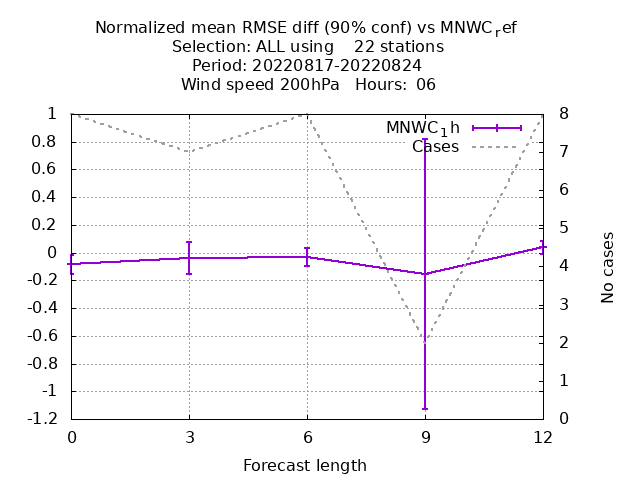 Normalized mean RMSE diff (90% conf) vs MNWC_ref
Selection: ALL using    22 stations
Period: 20220817-20220824
Wind speed 200hPa   Hours:  06
MNWC_1h
Cases
1
0.8
0.6
0.4
0.2
0
-0.2
-0.4
-0.6
-0.8
-1
-1.2
8
7
6
5
4
3
2
1
0
No cases
0 3 6 9 12
Forecast length